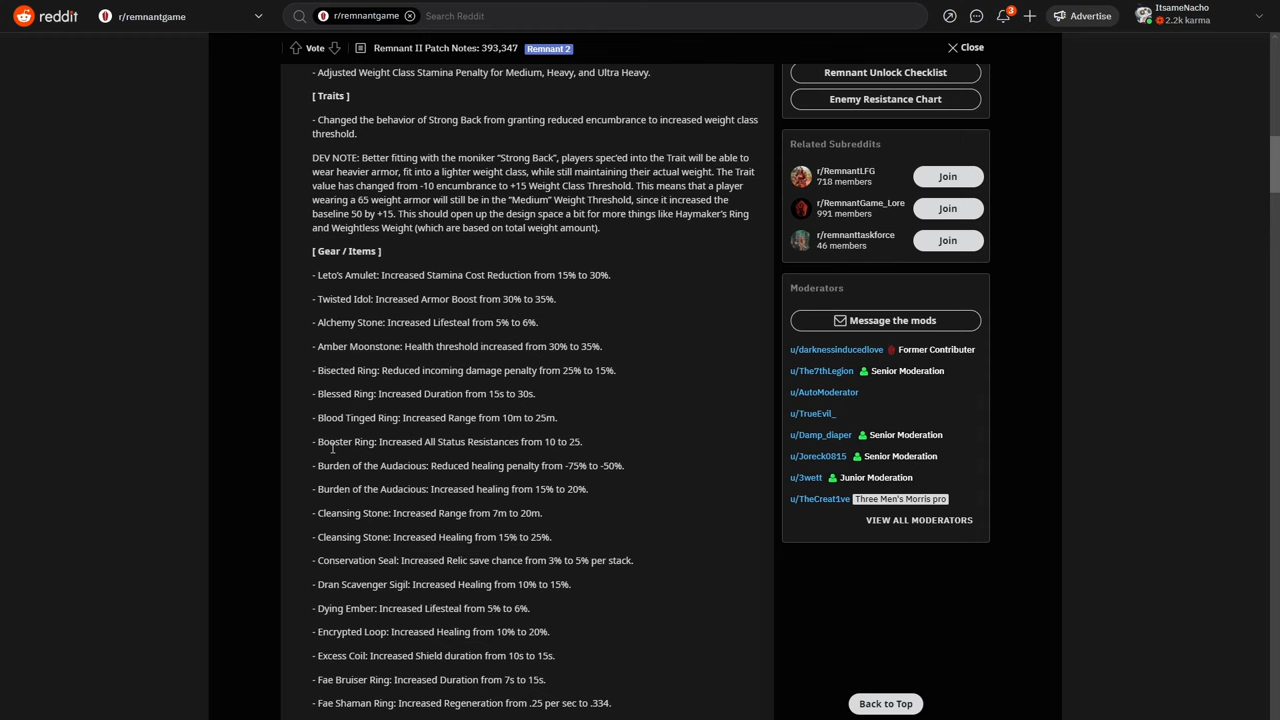 reddit r/remnantgame r/remnantgame Search Reddit 3 Advertise ItsameNacho 2.2k karma
Vote Remnant II Patch Notes: 393,347 Remnant 2 Close
- Adjusted Weight Class Stamina Penalty for Medium, Heavy, and Ultra Heavy.
[ Traits ]
- Changed the behavior of Strong Back from granting reduced encumbrance to increased weight class
threshold.
DEV NOTE: Better fitting with the moniker “Strong Back”, players spec’ed into the Trait will be able to
wear heavier armor, fit into a lighter weight class, while still maintaining their actual weight. The Trait
value has changed from -10 encumbrance to +15 Weight Class Threshold. This means that a player
wearing a 65 weight armor will still be in the “Medium” Weight Threshold, since it increased the
baseline 50 by +15. This should open up the design space a bit for more things like Haymaker’s Ring
and Weightless Weight (which are based on total weight amount).
[ Gear / Items ]
- Leto’s Amulet: Increased Stamina Cost Reduction from 15% to 30%.
- Twisted Idol: Increased Armor Boost from 30% to 35%.
- Alchemy Stone: Increased Lifesteal from 5% to 6%.
- Amber Moonstone: Health threshold increased from 30% to 35%.
- Bisected Ring: Reduced incoming damage penalty from 25% to 15%.
- Blessed Ring: Increased Duration from 15s to 30s.
- Blood Tinged Ring: Increased Range from 10m to 25m.
- Booster Ring: Increased All Status Resistances from 10 to 25.
- Burden of the Audacious: Reduced healing penalty from -75% to -50%.
- Burden of the Audacious: Increased healing from 15% to 20%.
- Cleansing Stone: Increased Range from 7m to 20m.
- Cleansing Stone: Increased Healing from 15% to 25%.
- Conservation Seal: Increased Relic save chance from 3% to 5% per stack.
- Dran Scavenger Sigil: Increased Healing from 10% to 15%.
- Dying Ember: Increased Lifesteal from 5% to 6%.
- Encrypted Loop: Increased Healing from 10% to 20%.
- Excess Coil: Increased Shield duration from 10s to 15s.
- Fae Bruiser Ring: Increased Duration from 7s to 15s.
- Fae Shaman Ring: Increased Regeneration from .25 per sec to .334.
Remnant Unlock Checklist
Enemy Resistance Chart
Related Subreddits
r/RemnantLFG
718 members
Join
r/RemnantGame_Lore
991 members
Join
r/remnanttaskforce
46 members
Join
Moderators
Message the mods
u/darknessinducedlove Former Contributer
u/The7thLegion Senior Moderation
u/AutoModerator
u/TrueEvil_
u/Damp_diaper Senior Moderation
u/Joreck0815 Senior Moderation
u/3wett Junior Moderation
u/TheCreat1ve Three Men's Morris pro
VIEW ALL MODERATORS
Back to Top